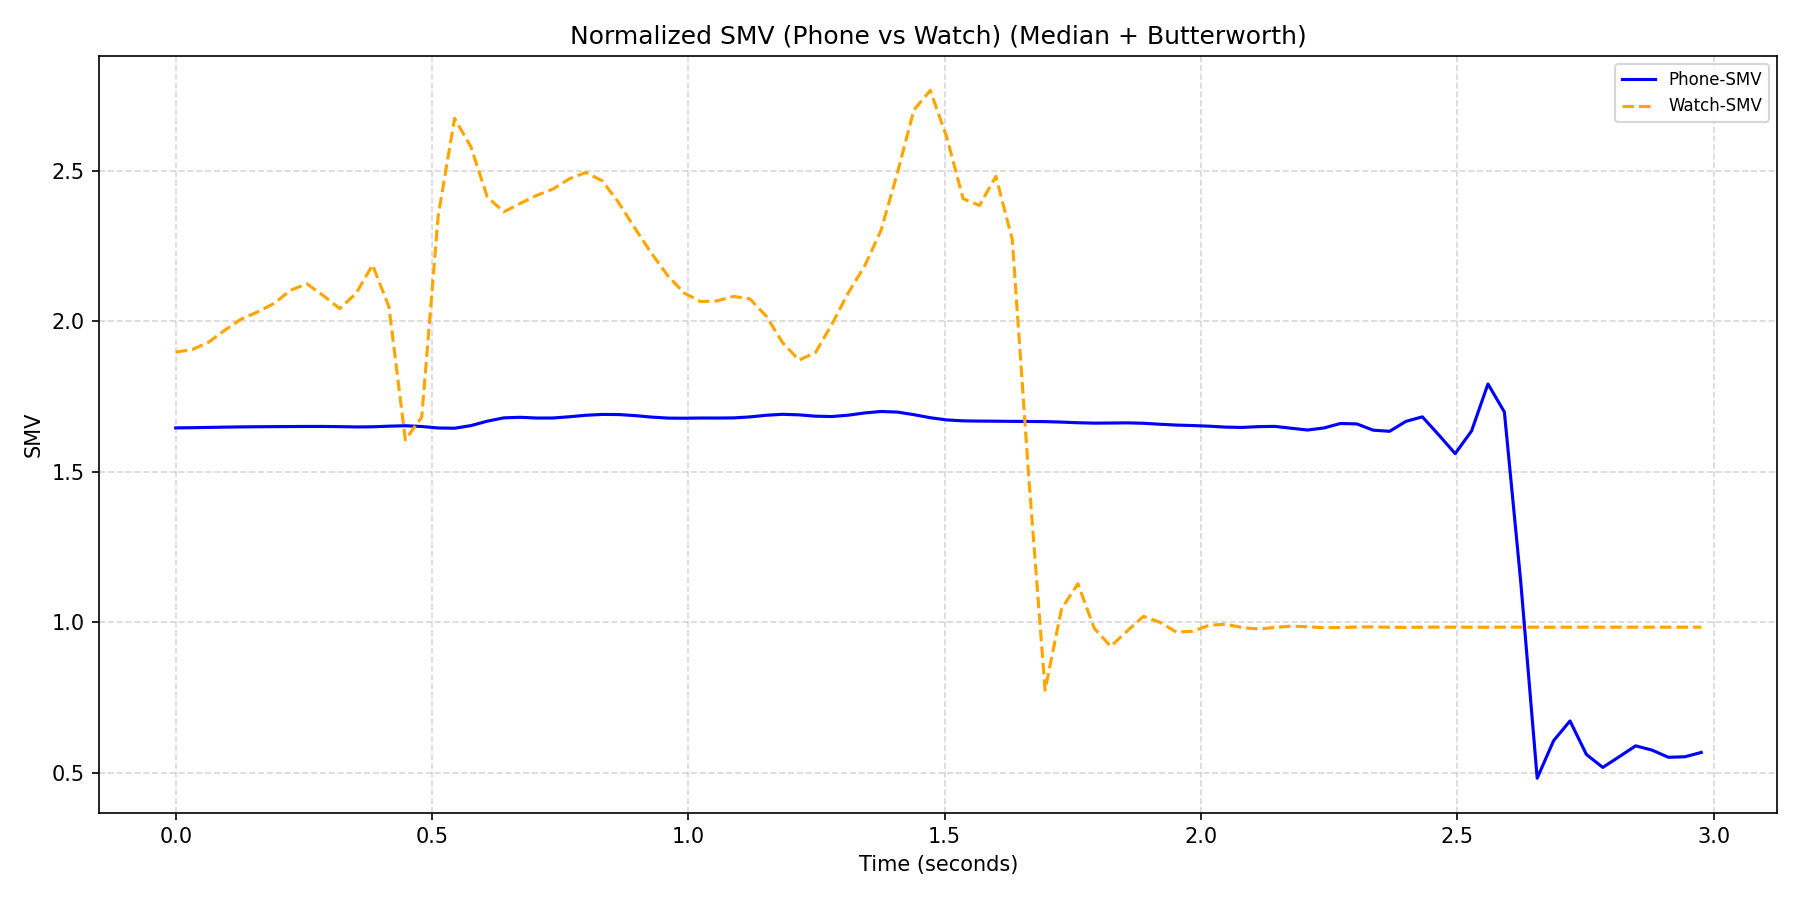 Normalized SMV (Phone vs Watch) (Median + Butterworth)
Phone-SMV
Watch-SMV
SMV
2.5
2.0
1.5
1.0
0.5
0.0 0.5 1.0 1.5 2.0 2.5 3.0
Time (seconds)